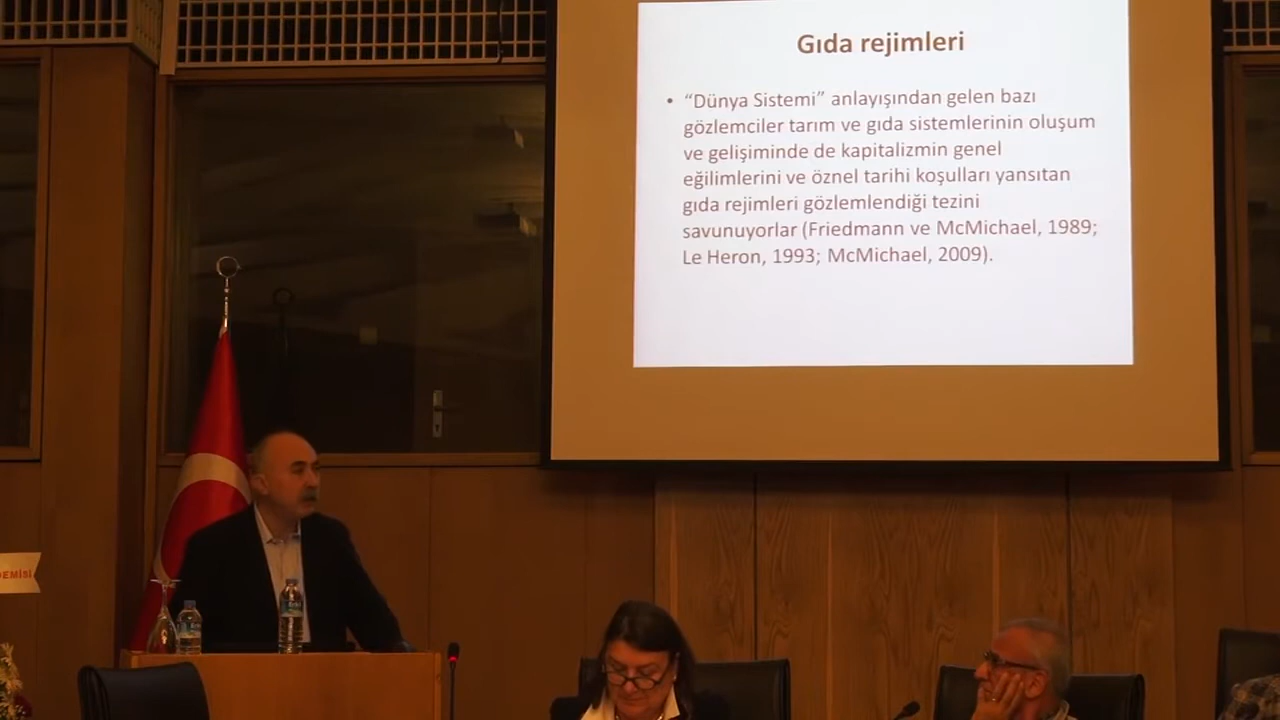 Gıda rejimleri
• “Dünya Sistemi” anlayışından gelen bazı
gözlemciler tarım ve gıda sistemlerinin oluşum
ve gelişiminde de kapitalizmin genel
eğilimlerini ve öznel tarihi koşulları yansıtan
gıda rejimleri gözlemlendiği tezini
savunuyorlar (Friedmann ve McMichael, 1989;
Le Heron, 1993; McMichael, 2009).
DEMİSİ